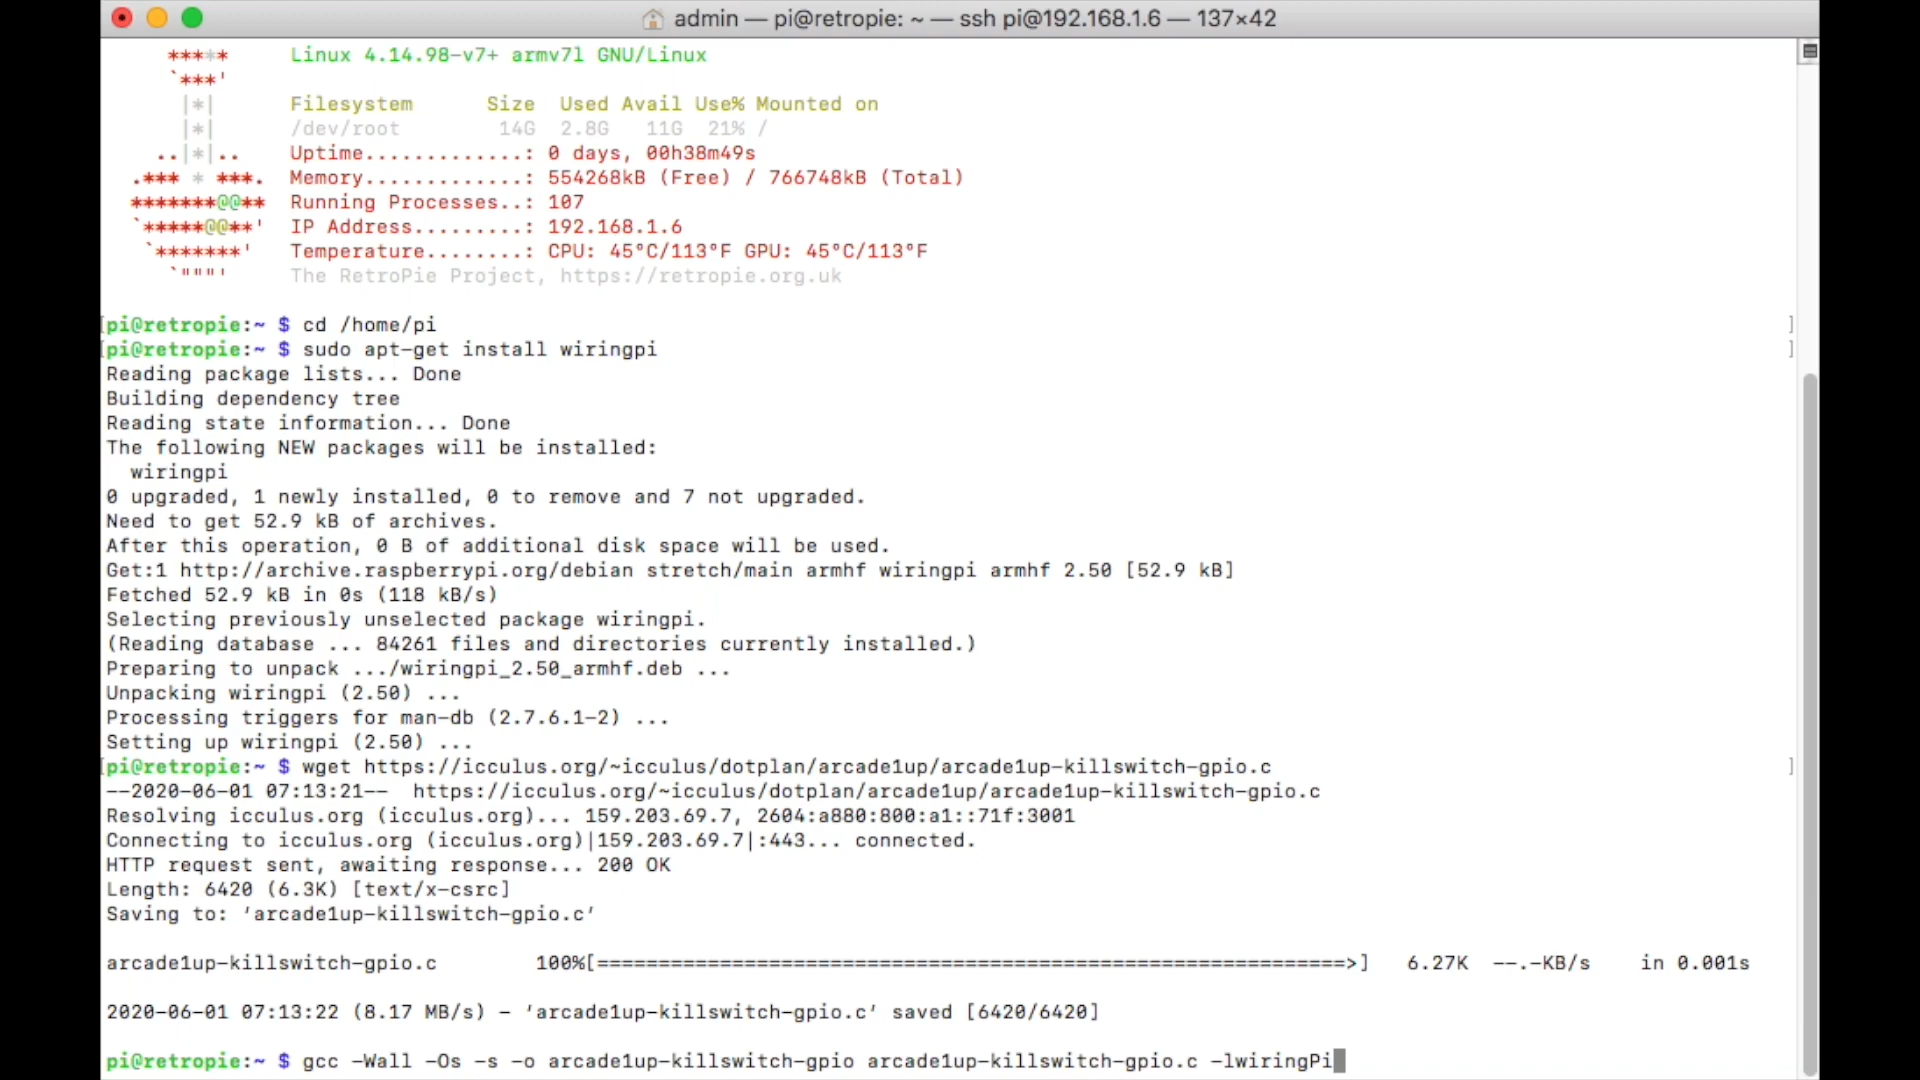 admin — pi@retropie: ~ — ssh pi@192.168.1.6 — 137×42
***** Linux 4.14.98-v7+ armv7l GNU/Linux
`***'
|*| Filesystem Size Used Avail Use% Mounted on
|*| /dev/root 14G 2.8G 11G 21% /
..|*|.. Uptime.............: 0 days, 00h38m49s
.*** * ***. Memory.............: 554268kB (Free) / 766748kB (Total)
*******@@** Running Processes..: 107
`*****@@**' IP Address.........: 192.168.1.6
`*******' Temperature........: CPU: 45°C/113°F GPU: 45°C/113°F
`"""' The RetroPie Project, https://retropie.org.uk
[pi@retropie:~ $ cd /home/pi ]
[pi@retropie:~ $ sudo apt-get install wiringpi ]
Reading package lists... Done
Building dependency tree
Reading state information... Done
The following NEW packages will be installed:
wiringpi
0 upgraded, 1 newly installed, 0 to remove and 7 not upgraded.
Need to get 52.9 kB of archives.
After this operation, 0 B of additional disk space will be used.
Get:1 http://archive.raspberrypi.org/debian stretch/main armhf wiringpi armhf 2.50 [52.9 kB]
Fetched 52.9 kB in 0s (118 kB/s)
Selecting previously unselected package wiringpi.
(Reading database ... 84261 files and directories currently installed.)
Preparing to unpack .../wiringpi_2.50_armhf.deb ...
Unpacking wiringpi (2.50) ...
Processing triggers for man-db (2.7.6.1-2) ...
Setting up wiringpi (2.50) ...
[pi@retropie:~ $ wget https://icculus.org/~icculus/dotplan/arcade1up/arcade1up-killswitch-gpio.c ]
--2020-06-01 07:13:21-- https://icculus.org/~icculus/dotplan/arcade1up/arcade1up-killswitch-gpio.c
Resolving icculus.org (icculus.org)... 159.203.69.7, 2604:a880:800:a1::71f:3001
Connecting to icculus.org (icculus.org)|159.203.69.7|:443... connected.
HTTP request sent, awaiting response... 200 OK
Length: 6420 (6.3K) [text/x-csrc]
Saving to: ‘arcade1up-killswitch-gpio.c’
arcade1up-killswitch-gpio.c 100%[=============================================================>] 6.27K --.-KB/s in 0.001s
2020-06-01 07:13:22 (8.17 MB/s) - ‘arcade1up-killswitch-gpio.c’ saved [6420/6420]
pi@retropie:~ $ gcc -Wall -Os -s -o arcade1up-killswitch-gpio arcade1up-killswitch-gpio.c -lwiringPi